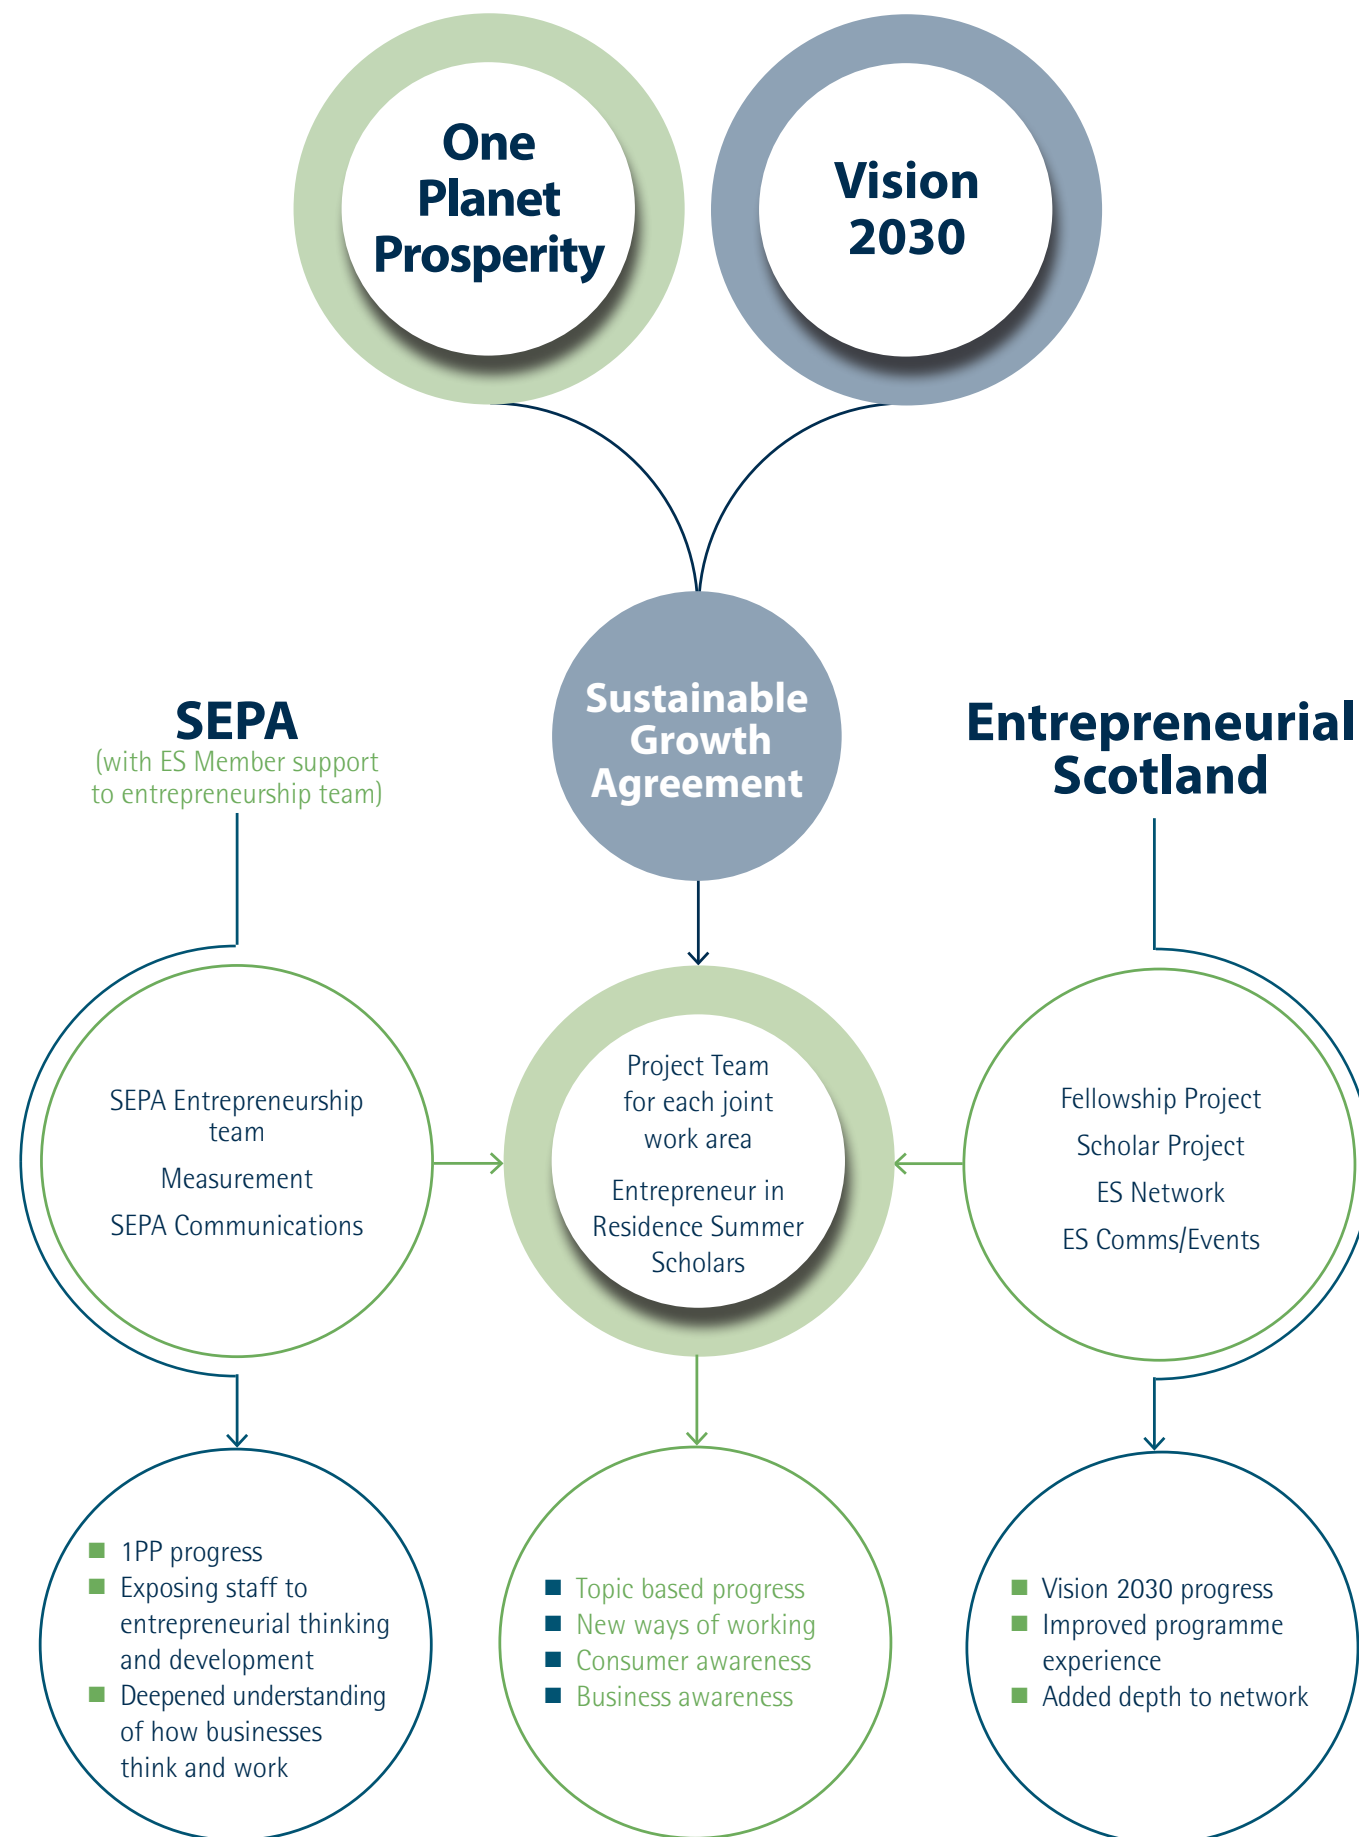 One
Planet
Prosperity
Vision
2030
Sustainable
Growth
Agreement
SEPA
(with ES Member support
to entrepreneurship team)
Entrepreneurial
Scotland
SEPA Entrepreneurship
team
Measurement
SEPA Communications
Project Team
for each joint
work area
Entrepreneur in
Residence Summer
Scholars
Fellowship Project
Scholar Project
ES Network
ES Comms/Events
■ 1PP progress
■ Exposing staff to
entrepreneurial thinking
and development
■ Deepened understanding
of how businesses
think and work
■ Topic based progress
■ New ways of working
■ Consumer awareness
■ Business awareness
■ Vision 2030 progress
■ Improved programme
experience
■ Added depth to network